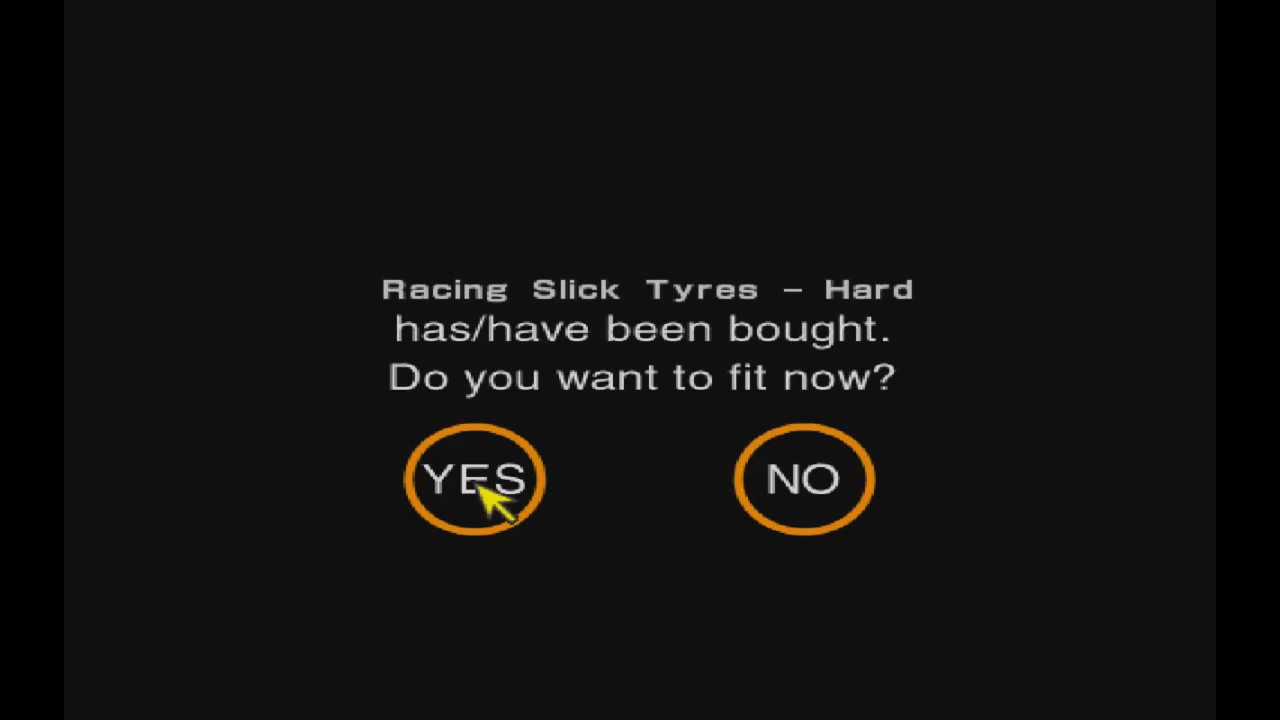 Racing Slick Tyres - Hard
has/have been bought.
Do you want to fit now?
YES NO